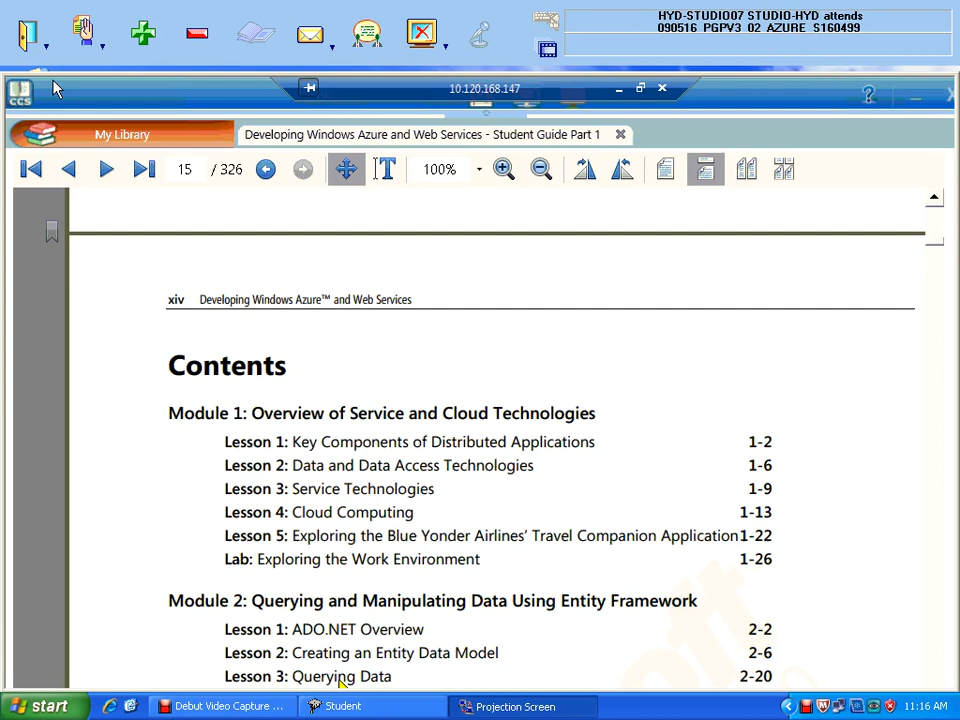 HYD-STUDIO07 STUDIO-HYD attends
090516_PGPV3_02_AZURE_S160499
CCS
10.120.168.147
My Library
Developing Windows Azure and Web Services - Student Guide Part 1
15 / 326
100%
xiv Developing Windows Azure™ and Web Services
Contents
Module 1: Overview of Service and Cloud Technologies
Lesson 1: Key Components of Distributed Applications 1-2
Lesson 2: Data and Data Access Technologies 1-6
Lesson 3: Service Technologies 1-9
Lesson 4: Cloud Computing 1-13
Lesson 5: Exploring the Blue Yonder Airlines’ Travel Companion Application 1-22
Lab: Exploring the Work Environment 1-26
Module 2: Querying and Manipulating Data Using Entity Framework
Lesson 1: ADO.NET Overview 2-2
Lesson 2: Creating an Entity Data Model 2-6
Lesson 3: Querying Data 2-20
start
Debut Video Capture ...
Student
Projection Screen
11:16 AM